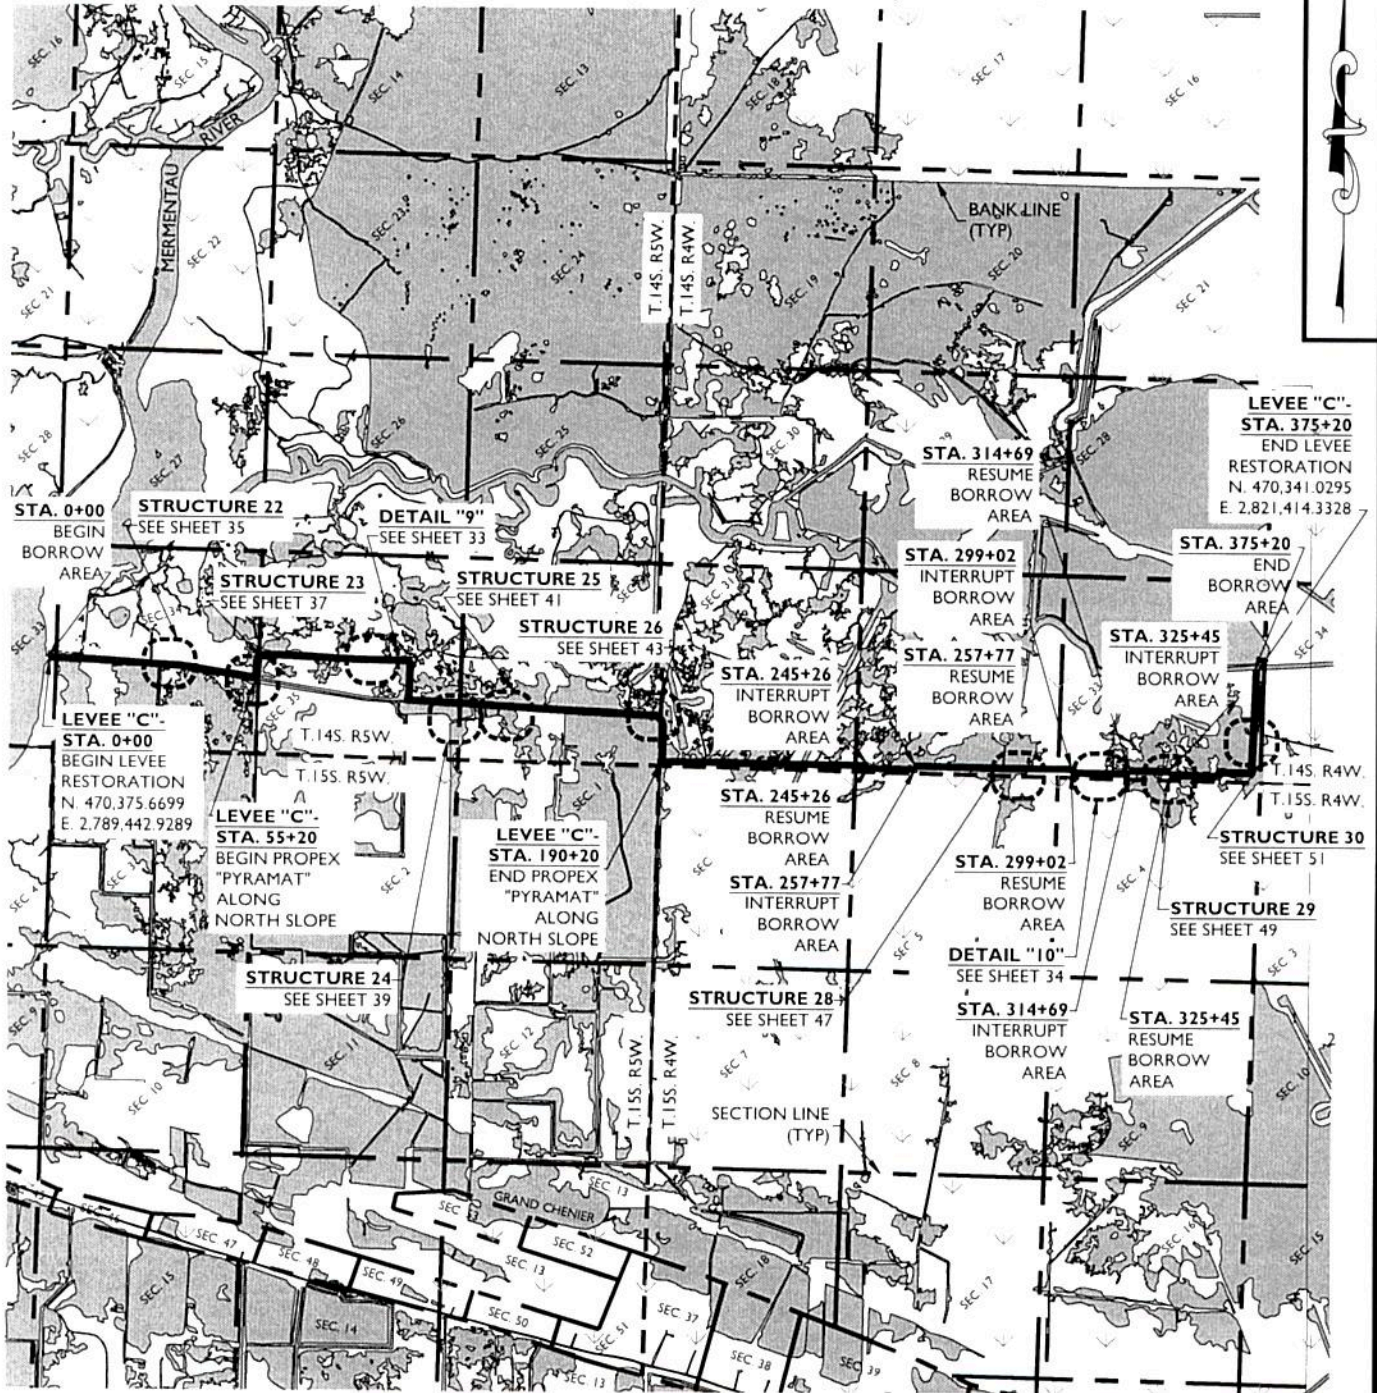 SEC. 16
SEC. 15
SEC. 14
SEC. 13
SEC. 18
SEC. 17
SEC. 16
MERMENTAU
RIVER
SEC. 21
SEC. 22
SEC. 23
SEC. 24
T.14S. R5W.
T.14S. R4W.
SEC. 19
BANK LINE
(TYP)
SEC. 20
SEC. 21
SEC. 28
SEC. 27
SEC. 26
SEC. 25
SEC. 30
SEC. 28
STA. 314+69
RESUME
BORROW
AREA
LEVEE "C"-
STA. 375+20
END LEVEE
RESTORATION
N. 470,341.0295
E. 2,821,414.3328
STA. 0+00
BEGIN
BORROW
AREA
STRUCTURE 22
SEE SHEET 35
DETAIL "9"
SEE SHEET 33
STRUCTURE 23
SEE SHEET 37
STRUCTURE 25
SEE SHEET 41
STRUCTURE 26
SEE SHEET 43
STA. 299+02
INTERRUPT
BORROW
AREA
STA. 375+20
END
BORROW
AREA
SEC. 33
SEC. 34
SEC. 35
SEC. 31
SEC. 33
SEC. 34
STA. 245+26
INTERRUPT
BORROW
AREA
STA. 257+77
RESUME
BORROW
AREA
STA. 325+45
INTERRUPT
BORROW
AREA
LEVEE "C"-
STA. 0+00
BEGIN LEVEE
RESTORATION
N. 470,375.6699
E. 2,789,442.9289
T.14S. R5W.
T.15S. R5W.
T.14S. R4W.
T.15S. R4W.
LEVEE "C"-
STA. 55+20
BEGIN PROPEX
"PYRAMAT"
ALONG
NORTH SLOPE
LEVEE "C"-
STA. 190+20
END PROPEX
"PYRAMAT"
ALONG
NORTH SLOPE
STA. 245+26
RESUME
BORROW
AREA
STA. 257+77
INTERRUPT
BORROW
AREA
STA. 299+02
RESUME
BORROW
AREA
STRUCTURE 30
SEE SHEET 51
STRUCTURE 29
SEE SHEET 49
SEC. 4
SEC. 3
SEC. 2
SEC. 1
SEC
SEC. 5
SEC. 4
SEC. 3
STRUCTURE 24
SEE SHEET 39
STRUCTURE 28
SEE SHEET 47
DETAIL "10"
SEE SHEET 34
STA. 314+69
INTERRUPT
BORROW
AREA
STA. 325+45
RESUME
BORROW
AREA
SEC. 9
SEC. 10
SEC. 11
SEC. 12
T.15S. R5W.
T.15S. R4W.
SEC. 7
SEC. 8
SEC. 9
SEC. 10
SECTION LINE
(TYP)
SEC. 13
GRAND CHENIER
SEC. 47
SEC. 48
SEC. 49
SEC. 50
SEC. 51
SEC. 52
SEC. 13
SEC. 37
SEC. 38
SEC. 39
SEC. 18
SEC. 17
SEC. 16
SEC. 15
SEC. 15
SEC. 14
SEC. 13